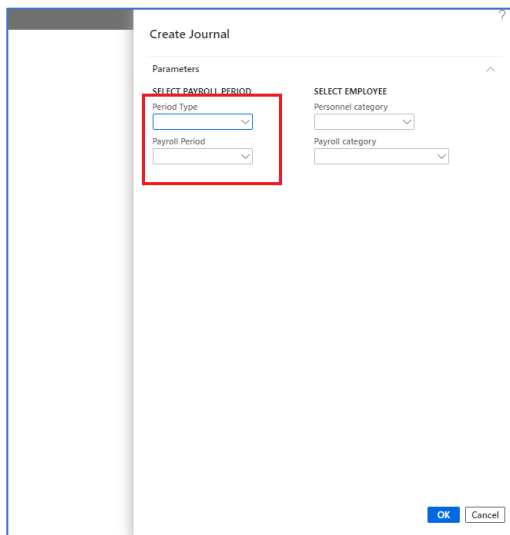 ?
Create Journal
Parameters
SELECT PAYROLL PERIOD
SELECT EMPLOYEE
Period Type
Personnel category
Payroll Period
Payroll category
OK
Cancel